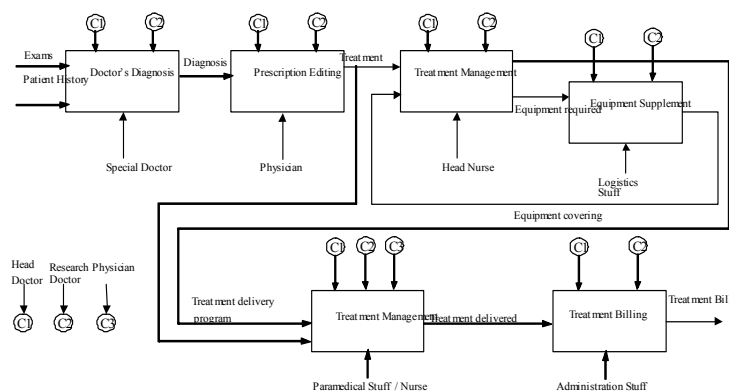 C1
C2
C1
C2
C1
C2
C1
C2
Exams
Patient History
Doctor's Diagnosis
Diagnosis
Prescription Editing
Treatment
Treatment Management
Equipment required
Equipment Supplement
Special Doctor
Physician
Head Nurse
Logistics
Stuff
Equipment covering
Head
Doctor
Research
Doctor
Physician
C1
C2
C3
C1
C2
C3
C1
C2
Treatment delivery
program
Treatment Management
Treatment delivered
Treatment Billing
Treatment Bil
Paramedical Stuff / Nurse
Administration Stuff